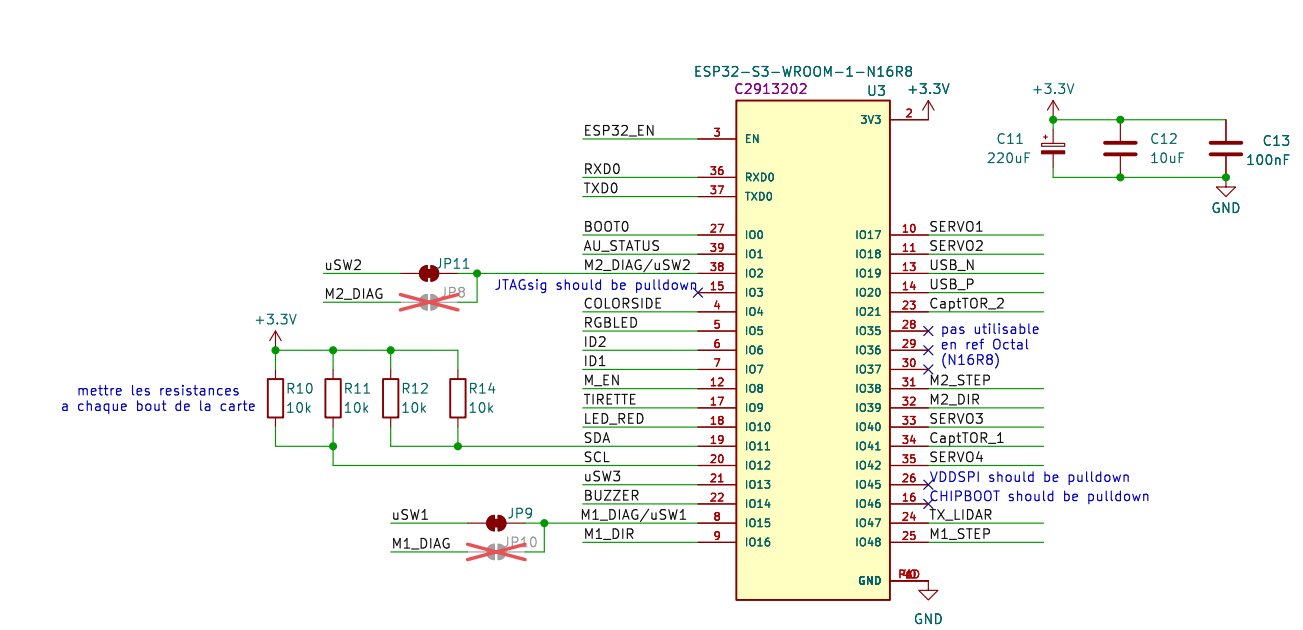 ESP32-S3-WROOM-1-N16R8
C2913202
U3
+3.3V
2
3V3
+3.3V
C11
220uF
C12
10uF
C13
100nF
GND
ESP32_EN
3
EN
RXD0
36
RXD0
TXD0
37
TXD0
BOOT0
27
IO0
AU_STATUS
39
IO1
uSW2
JP11
M2_DIAG/uSW2
38
IO2
M2_DIAG
JP8
JTAGsig should be pulldown
15
IO3
COLORSIDE
4
IO4
RGBLED
5
IO5
ID2
6
IO6
ID1
7
IO7
M_EN
12
IO8
TIRETTE
17
IO9
LED_RED
18
IO10
SDA
19
IO11
SCL
20
IO12
uSW3
21
IO13
BUZZER
22
IO14
uSW1
JP9
M1_DIAG/uSW1
8
IO15
M1_DIAG
JP10
M1_DIR
9
IO16
+3.3V
R10
10k
R11
10k
R12
10k
R14
10k
mettre les resistances
a chaque bout de la carte
IO17
10
SERVO1
IO18
11
SERVO2
IO19
13
USB_N
IO20
14
USB_P
IO21
23
CaptTOR_2
IO35
28
IO36
29
IO37
30
pas utilisable
en ref Octal
(N16R8)
IO38
31
M2_STEP
IO39
32
M2_DIR
IO40
33
SERVO3
IO41
34
CaptTOR_1
IO42
35
SERVO4
IO45
26
VDDSPI should be pulldown
IO46
16
CHIPBOOT should be pulldown
IO47
24
TX_LIDAR
IO48
25
M1_STEP
GND
GND